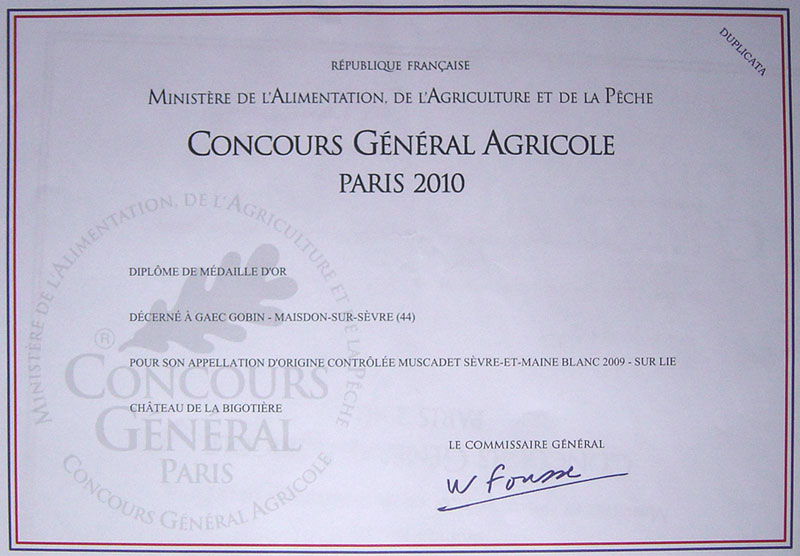 DUPLICATA
RÉPUBLIQUE FRANÇAISE
MINISTÈRE DE L'ALIMENTATION, DE L'AGRICULTURE ET DE LA PÊCHE
CONCOURS GÉNÉRAL AGRICOLE
PARIS 2010
MINISTÈRE DE L'ALIMENTATION, DE L'AGRICULTURE ET DE LA PÊCHE
DIPLÔME DE MÉDAILLE D'OR
DÉCERNÉ À GAEC GOBIN - MAISDON-SUR-SÈVRE (44)
®
POUR SON APPELLATION D'ORIGINE CONTRÔLÉE MUSCADET SÈVRE-ET-MAINE BLANC 2009 - SUR LIE
CONCOURS
CHÂTEAU DE LA BIGOTIÈRE
GÉNÉRAL
PARIS
CONCOURS GÉNÉRAL AGRICOLE
LE COMMISSAIRE GÉNÉRAL